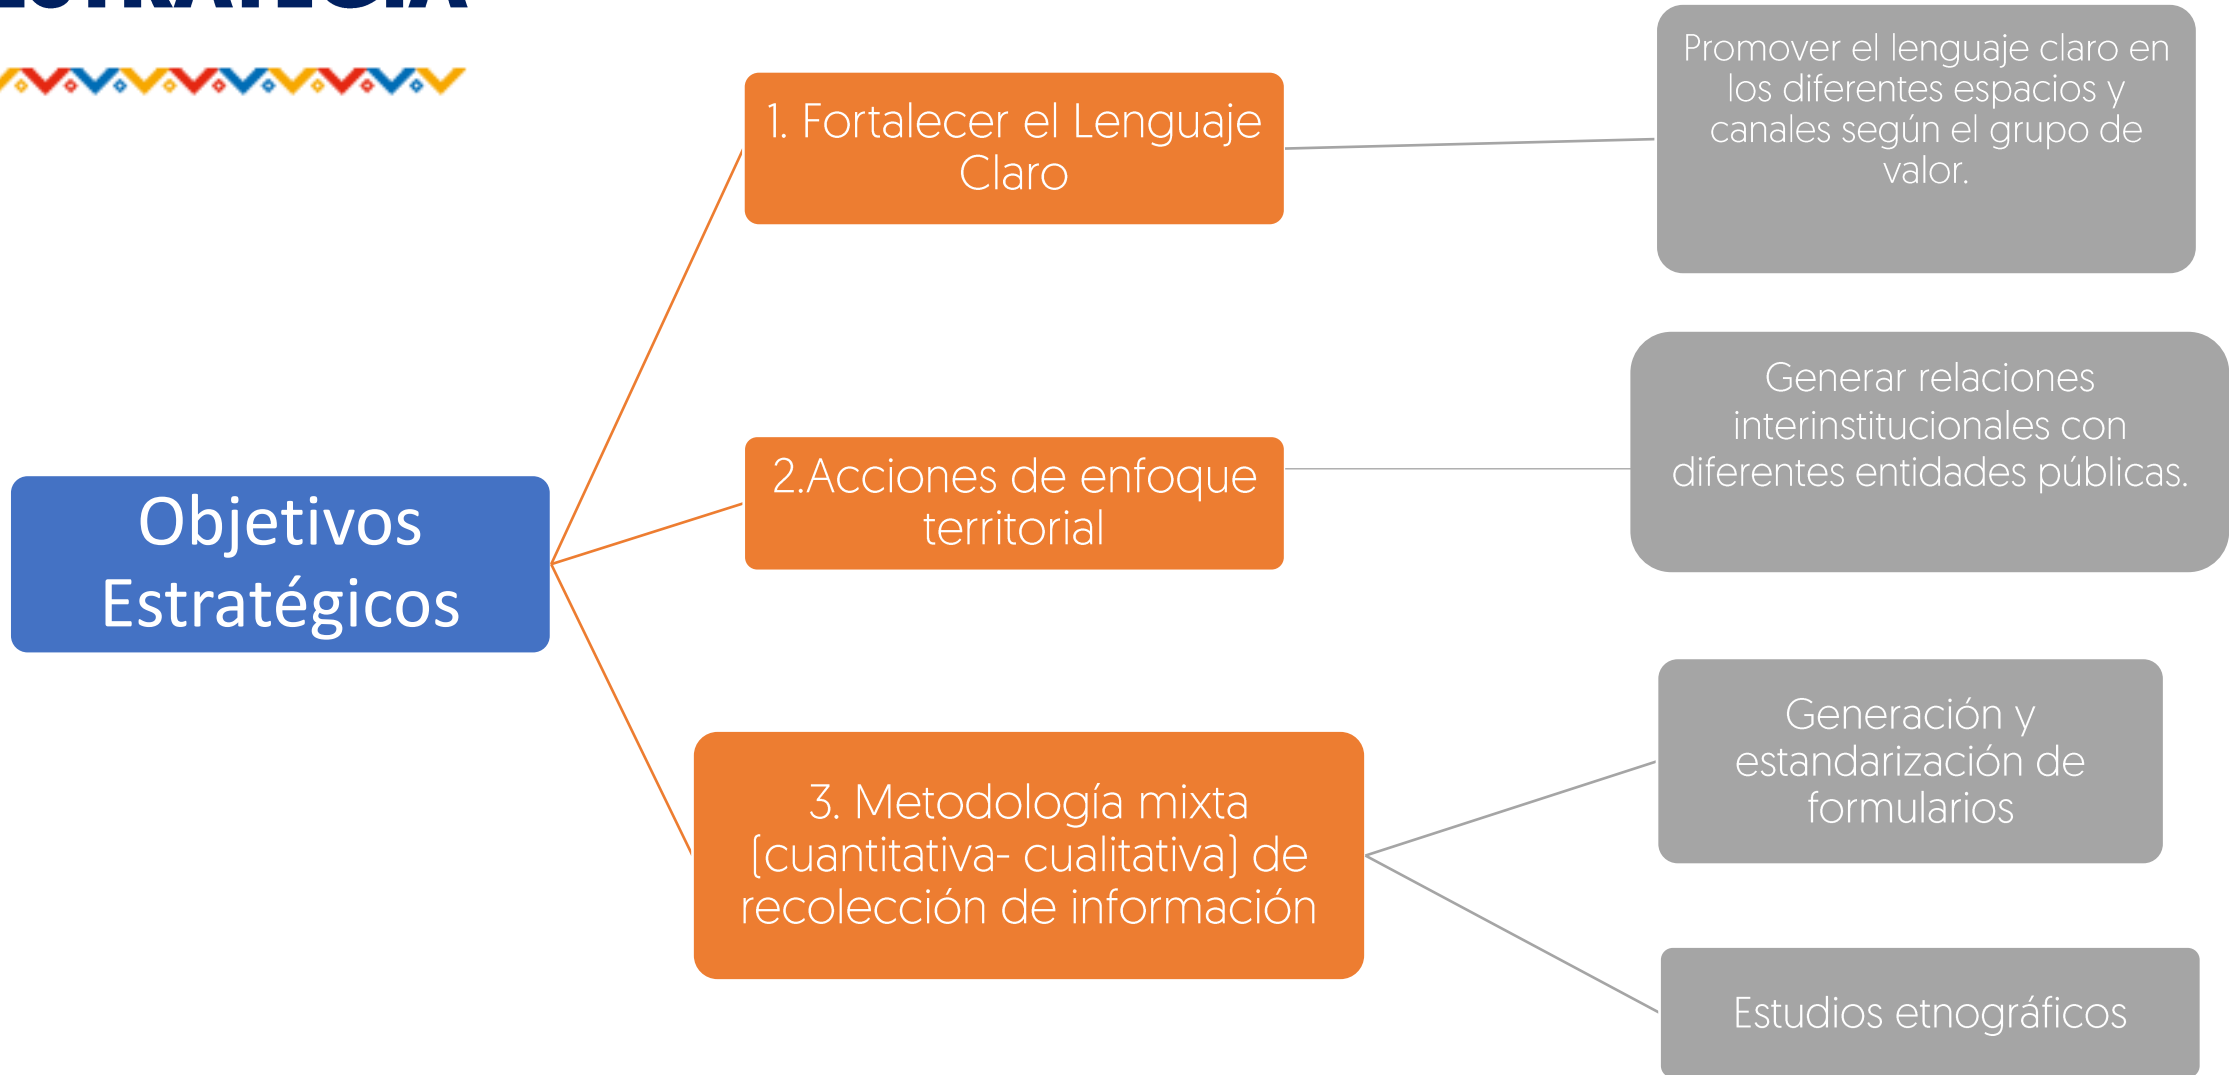 ESTRATEGIA
1. Fortalecer el Lenguaje
Claro
Promover el lenguaje claro en
los diferentes espacios y
canales según el grupo de
valor.
Objetivos
Estratégicos
2.Acciones de enfoque
territorial
Generar relaciones
interinstitucionales con
diferentes entidades públicas.
3. Metodología mixta
(cuantitativa- cualitativa) de
recolección de información
Generación y
estandarización de
formularios
Estudios etnográficos